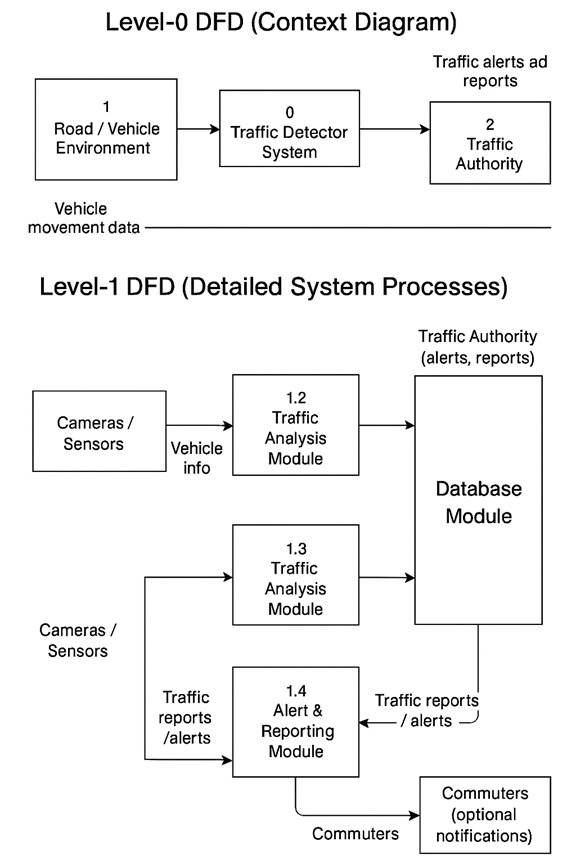 Level-0 DFD (Context Diagram)
1
Road / Vehicle
Environment
0
Traffic Detector
System
Traffic alerts ad
reports
2
Traffic
Authority
Vehicle
movement data
Level-1 DFD (Detailed System Processes)
Cameras /
Sensors
Vehicle
info
1.2
Traffic
Analysis
Module
Traffic Authority
(alerts, reports)
Database
Module
1.3
Traffic
Analysis
Module
Cameras /
Sensors
Traffic
reports
/alerts
1.4
Alert &
Reporting
Module
Traffic reports
/ alerts
Commuters
Commuters
(optional
notifications)